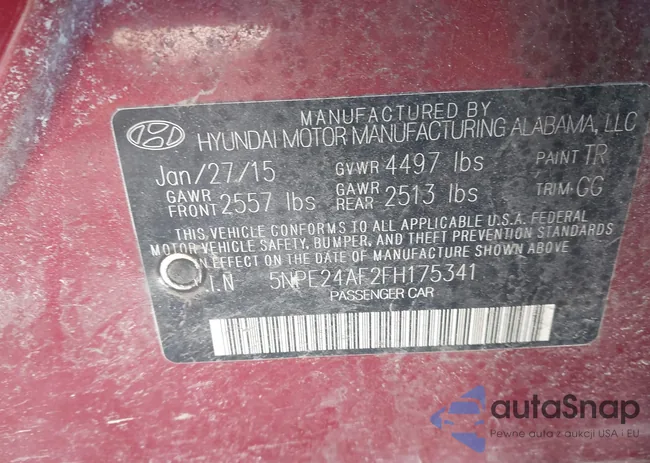 MANUFACTURED BY
HYUNDAI MOTOR MANUFACTURING ALABAMA, LLC
Jan/27/15 GVWR 4497 lbs PAINT TR
GAWR FRONT 2557 lbs GAWR REAR 2513 lbs TRIM GG
THIS VEHICLE CONFORMS TO ALL APPLICABLE U.S.A. FEDERAL
MOTOR VEHICLE SAFETY, BUMPER, AND THEFT PREVENTION STANDARDS
IN EFFECT ON THE DATE OF MANUFACTURE SHOWN ABOVE
I.N 5NPE24AF2FH175341
PASSENGER CAR
autaSnap
Pewne auta z aukcji USA i EU